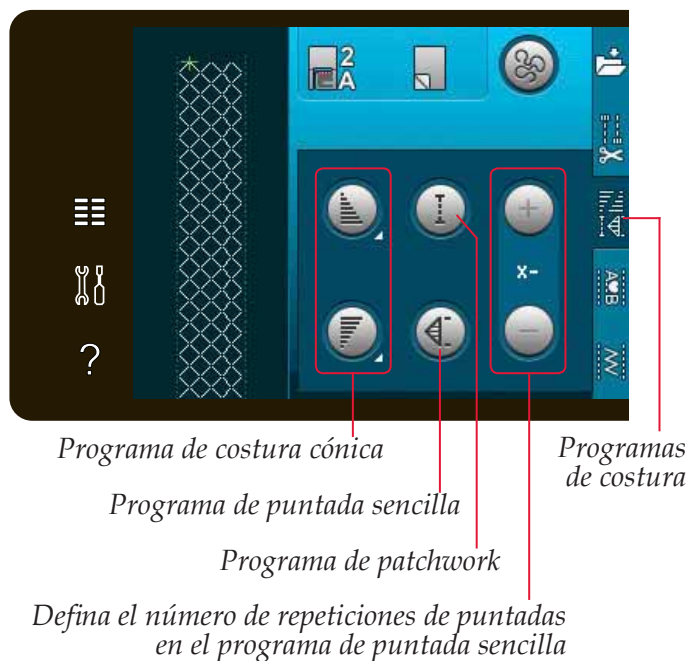 2
A
x-
A♥B
?
Programa de costura cónica
Programas
de costura
Programa de puntada sencilla
Programa de patchwork
Defina el número de repeticiones de puntadas
en el programa de puntada sencilla